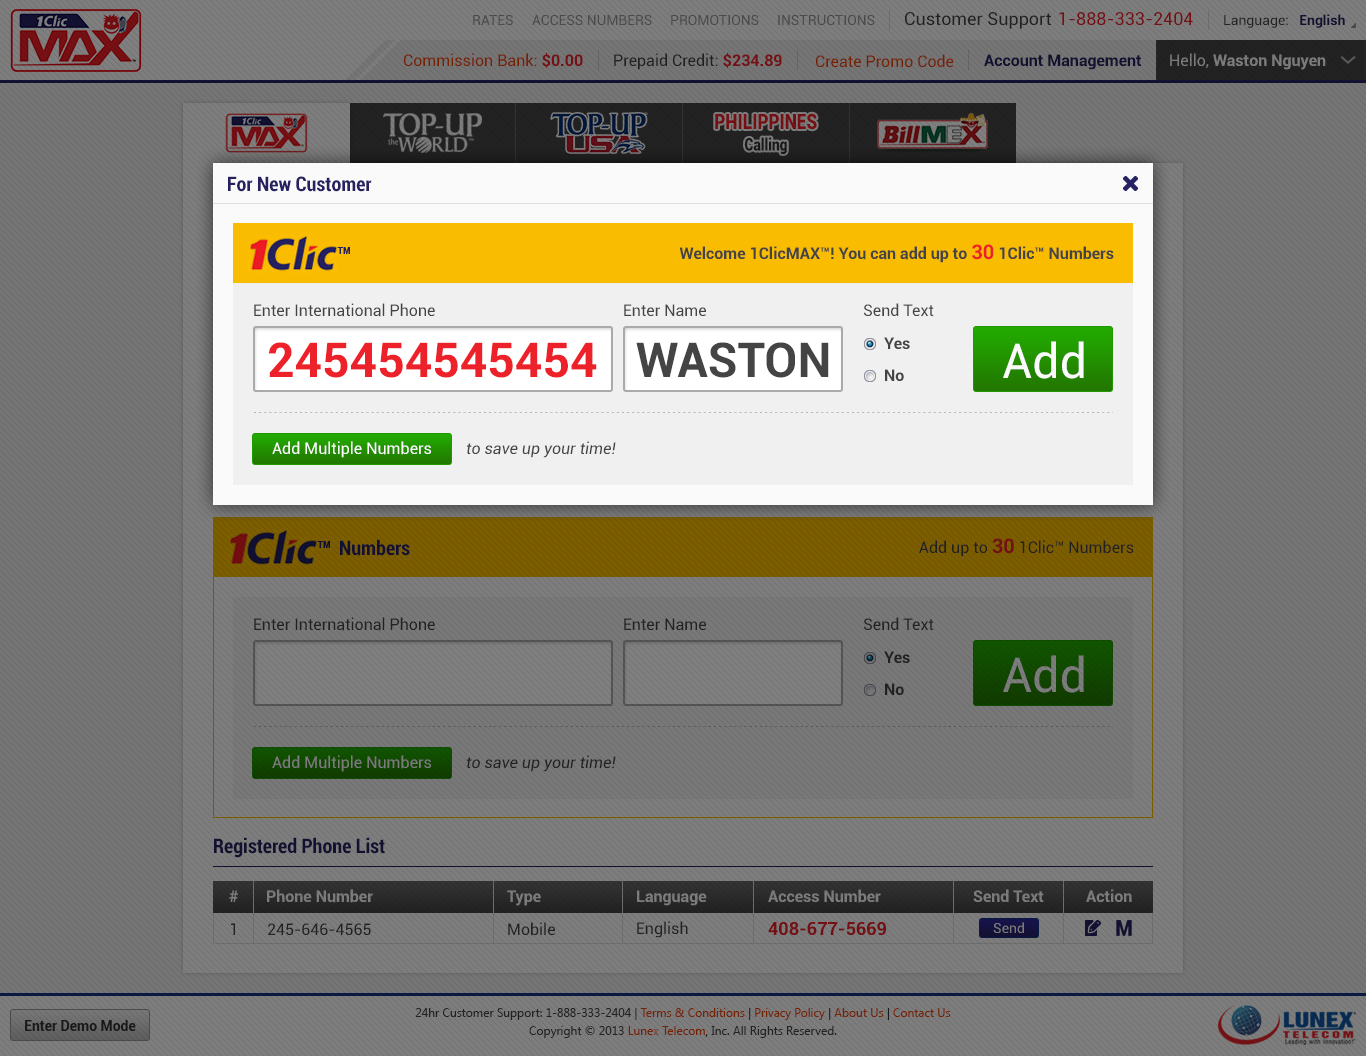 1Clic
MAX
RATES ACCESS NUMBERS PROMOTIONS INSTRUCTIONS Customer Support 1-888-333-2404 Language: English
Commission Bank: $0.00 Prepaid Credit: $234.89 Create Promo Code Account Management Hello, Waston Nguyen
1Clic MAX TOP-UP the WORLD™ TOP-UP USA PHILIPPINES Calling BillMEX
For New Customer
1Clic™ Welcome 1ClicMAX™! You can add up to 30 1Clic™ Numbers
Enter International Phone Enter Name Send Text
245454545454 WASTON Yes Add
No
Add Multiple Numbers to save up your time!
1Clic™ Numbers Add up to 30 1Clic™ Numbers
Enter International Phone Enter Name Send Text
Yes Add
No
Add Multiple Numbers to save up your time!
Registered Phone List
# Phone Number Type Language Access Number Send Text Action
1 245-646-4565 Mobile English 408-677-5669 Send M
Enter Demo Mode
24hr Customer Support: 1-888-333-2404 | Terms & Conditions | Privacy Policy | About Us | Contact Us
Copyright © 2013 Lunex Telecom, Inc. All Rights Reserved.
LUNEX
TELECOM
Leading with Innovation!